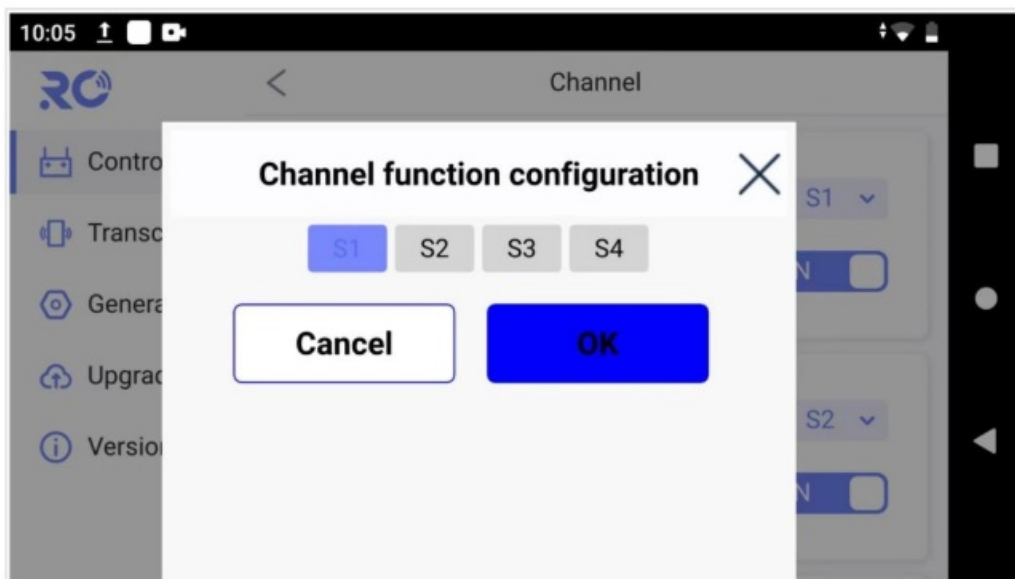 10:05
RC
Channel
Contro
Channel function configuration
S1
Transc
S1 S2 S3 S4
N
Genera
Cancel OK
Upgrad
S2
Version
N